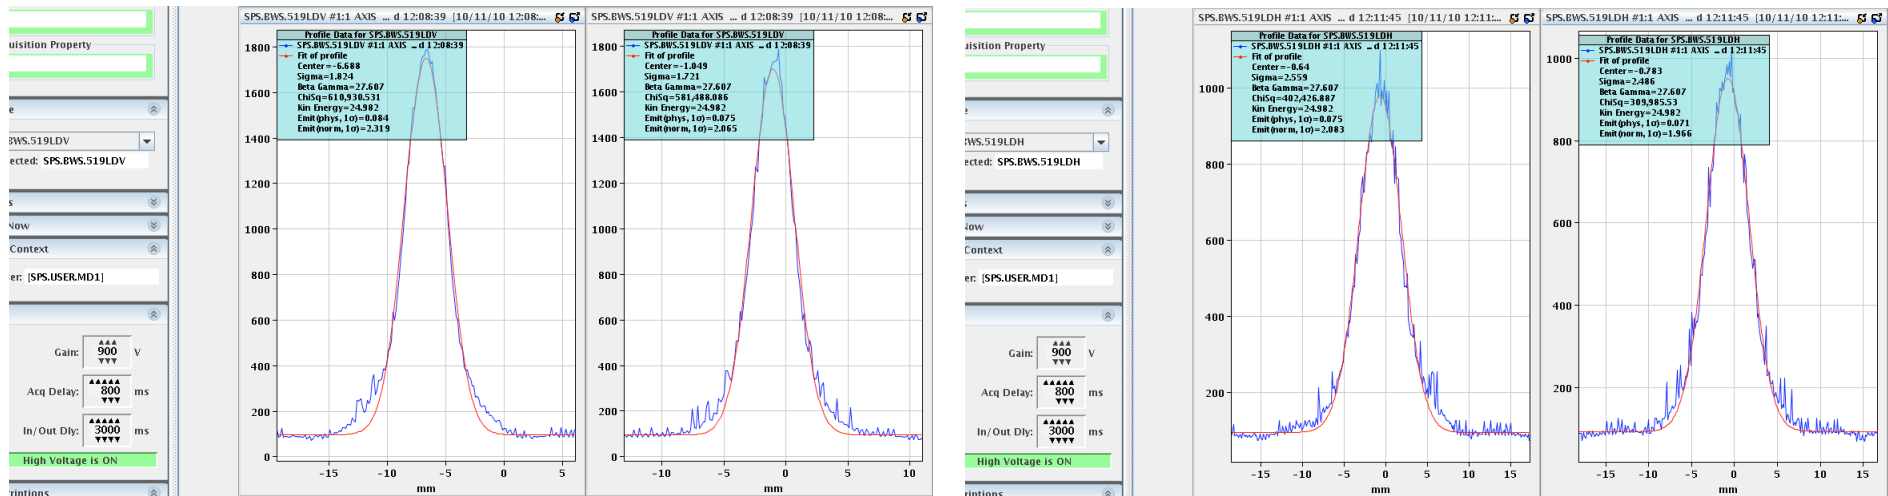 uisition Property
e
BWS.519LDV
ected: SPS.BWS.519LDV
s
Now
Context
er: [SPS.USER.MD1]
Gain: 900 V
Acq Delay: 800 ms
In/Out Dly: 3000 ms
High Voltage is ON
SPS.BWS.519LDV #1:1 AXIS ... d 12:08:39 [10/11/10 12:08:...
Profile Data for SPS.BWS.519LDV
SPS.BWS.519LDV #1:1 AXIS ... d 12:08:39
Fit of profile
Center=-6.688
Sigma=1.824
Beta Gamma=27.607
ChiSq=610,930.531
Kin Energy=24.982
Emit(phys, 1σ)=0.084
Emit(norm, 1σ)=2.319
1800
1600
1400
1200
1000
800
600
400
200
0
-15 -10 -5 0 5
mm
SPS.BWS.519LDV #1:1 AXIS ... d 12:08:39 [10/11/10 12:08:...
Profile Data for SPS.BWS.519LDV
SPS.BWS.519LDV #1:1 AXIS ... d 12:08:39
Fit of profile
Center=-1.049
Sigma=1.721
Beta Gamma=27.607
ChiSq=581,488.086
Kin Energy=24.982
Emit(phys, 1σ)=0.075
Emit(norm, 1σ)=2.065
1800
1600
1400
1200
1000
800
600
400
200
0
-10 -5 0 5 10
mm
uisition Property
e
BWS.519LDH
ected: SPS.BWS.519LDH
s
Now
Context
er: [SPS.USER.MD1]
Gain: 900 V
Acq Delay: 800 ms
In/Out Dly: 3000 ms
High Voltage is ON
SPS.BWS.519LDH #1:1 AXIS ... d 12:11:45 [10/11/10 12:11:...
Profile Data for SPS.BWS.519LDH
SPS.BWS.519LDH #1:1 AXIS ... d 12:11:45
Fit of profile
Center=-0.64
Sigma=2.559
Beta Gamma=27.607
ChiSq=402,426.887
Kin Energy=24.982
Emit(phys, 1σ)=0.075
Emit(norm, 1σ)=2.083
1000
800
600
400
200
-15 -10 -5 0 5 10 15
mm
SPS.BWS.519LDH #1:1 AXIS ... d 12:11:45 [10/11/10 12:11:...
Profile Data for SPS.BWS.519LDH
SPS.BWS.519LDH #1:1 AXIS ... d 12:11:45
Fit of profile
Center=-0.783
Sigma=2.486
Beta Gamma=27.607
ChiSq=309,985.53
Kin Energy=24.982
Emit(phys, 1σ)=0.071
Emit(norm, 1σ)=1.966
1000
800
600
400
200
-15 -10 -5 0 5 10 15
mm